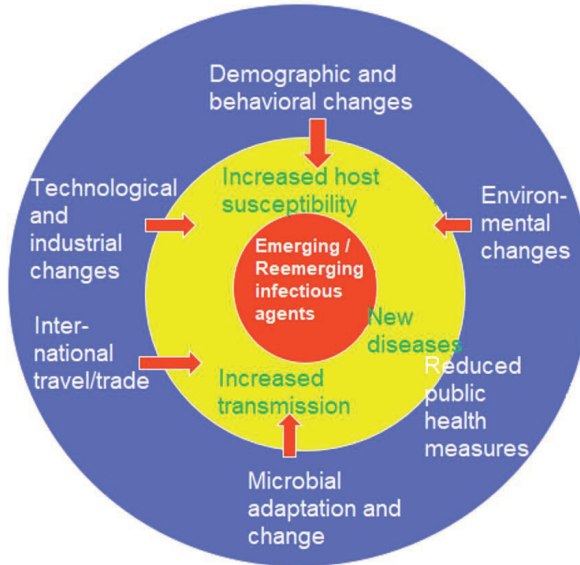 Demographic and
behavioral changes
Increased host
susceptibility
Technological
and
industrial
changes
Environ-
mental
changes
Emerging /
Reemerging
infectious
agents
New
diseases
Inter-
national
travel/trade
Increased
transmission
Reduced
public
health
measures
Microbial
adaptation and
change